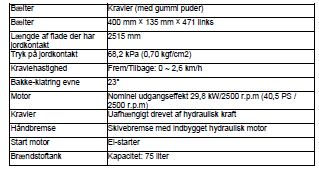 Bælter Kravler (med gummi puder)
Bælter 400 mm × 135 mm × 471 links
Længde af flade der har 2515 mm
jordkontakt
Tryk på jordkontakt 68,2 kPa (0,70 kgf/cm2)
Kravlehastighed Frem/Tilbage: 0 ~ 2,6 km/h
Bakke-klatring evne 23°
Motor Nominel udgangseffekt 29,8 kW/2500 r.p.m (40,5 PS /
2500 r.p.m)
Kravler Uafhængigt drevet af hydraulisk kraft
Håndbremse Skivebremse med indbygget hydraulisk motor
Start motor El-starter
Brændstoftank Kapacitet: 75 liter